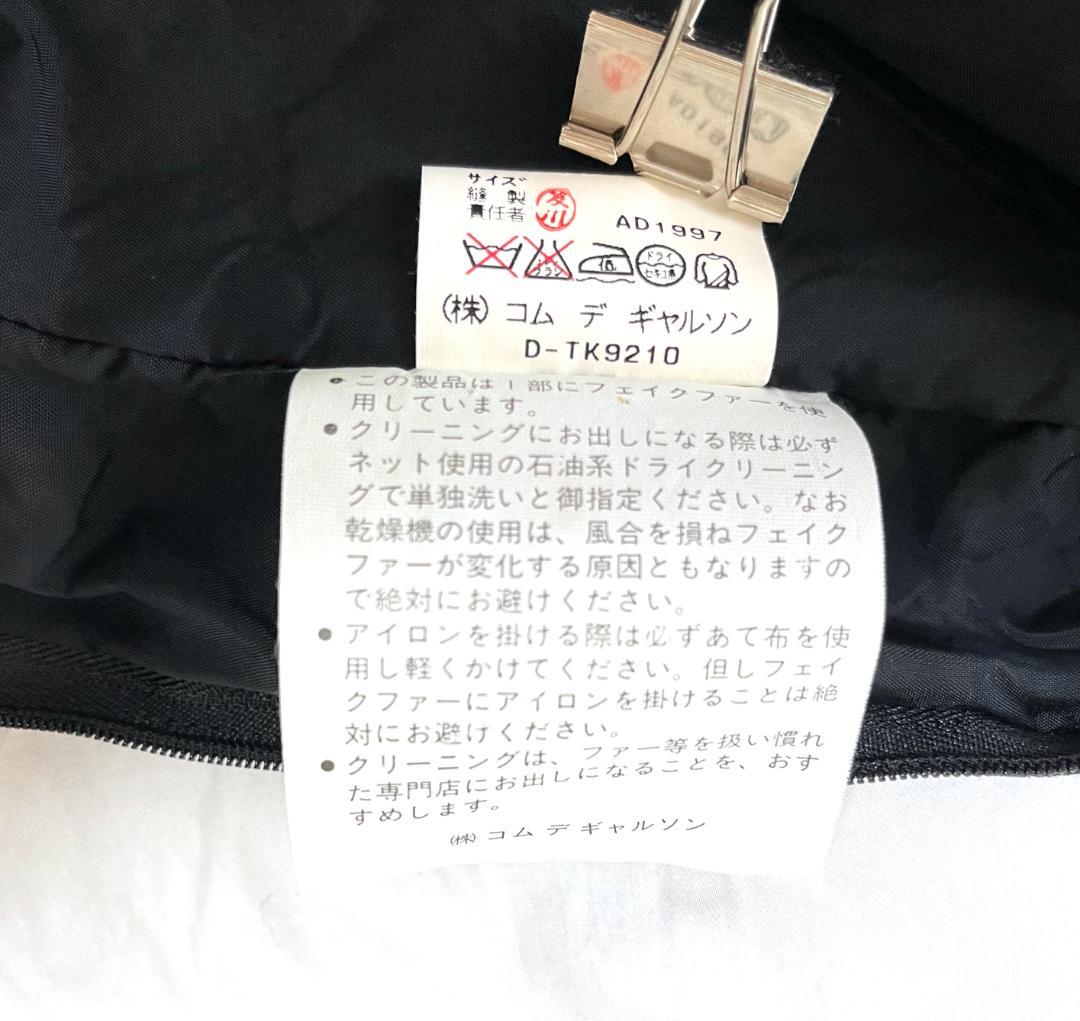 サイズ
縫 製
責任者
AD1997
低
ドライ
セキユ系
(株) コム デ ギャルソン
D-TK9210
●この製品は1部にフェイクファーを使
用しています。
●クリーニングにお出しになる際は必ず
ネット使用の石油系ドライクリーニン
グで単独洗いと御指定ください。なお
乾燥機の使用は、風合を損ねフェイク
ファーが変化する原因ともなりますの
で絶対にお避けください。
●アイロンを掛ける際は必ずあて布を使
用し軽くかけてください。但しフェイ
クファーにアイロンを掛けることは絶
対にお避けください。
●クリーニングは、ファー等を扱い慣れ
た専門店にお出しになることを、おす
すめします。
(株) コム デ ギャルソン